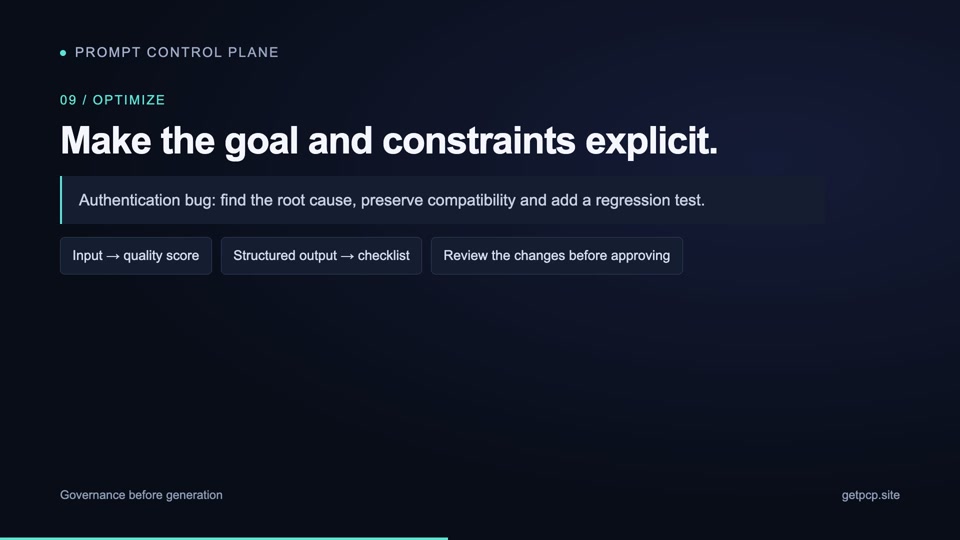 PROMPT CONTROL PLANE
09 / OPTIMIZE
Make the goal and constraints explicit.
Authentication bug: find the root cause, preserve compatibility and add a regression test.
Input → quality score
Structured output → checklist
Review the changes before approving
Governance before generation
getpcp.site